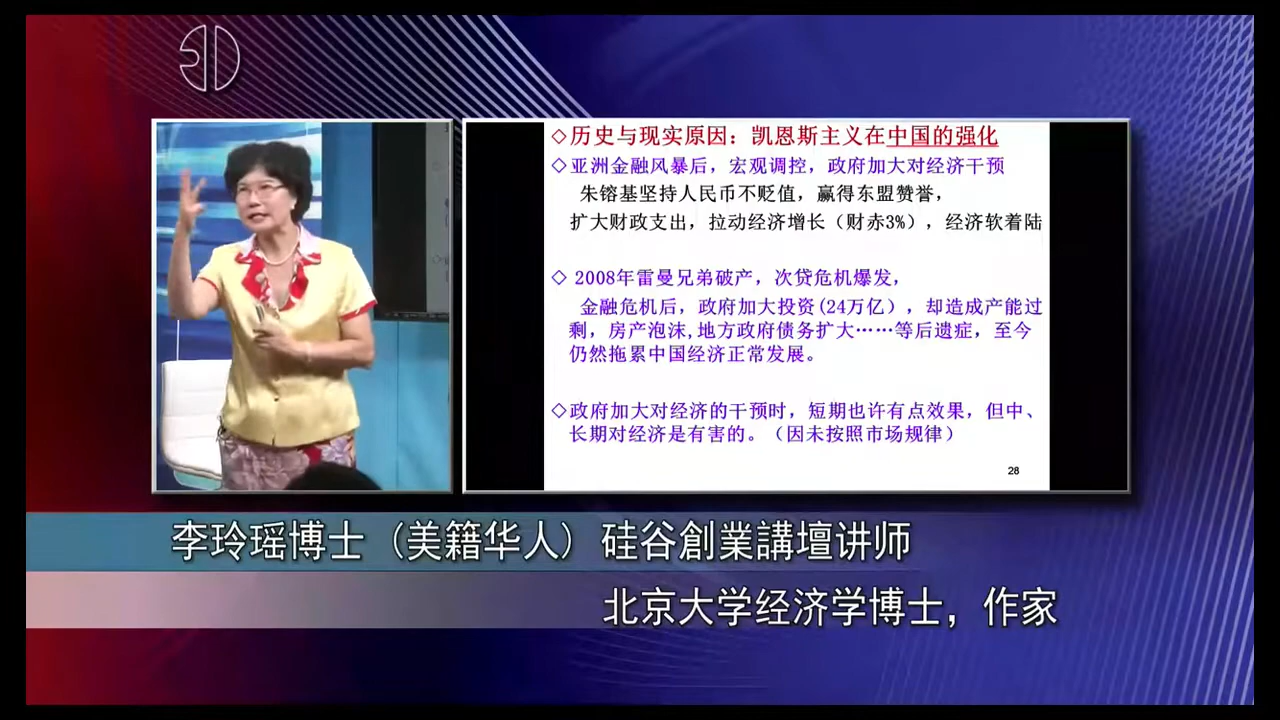 ◇历史与现实原因：凯恩斯主义在中国的强化
◇亚洲金融风暴后，宏观调控，政府加大对经济干预
朱镕基坚持人民币不贬值，赢得东盟赞誉，
扩大财政支出，拉动经济增长（财赤3%），经济软着陆
◇ 2008年雷曼兄弟破产，次贷危机爆发，
金融危机后，政府加大投资(24万亿），却造成产能过
剩，房产泡沫,地方政府债务扩大……等后遗症，至今
仍然拖累中国经济正常发展。
◇政府加大对经济的干预时，短期也许有点效果，但中、
长期对经济是有害的。（因未按照市场规律）
28
李玲瑶博士（美籍华人）硅谷創業講壇讲师
北京大学经济学博士，作家